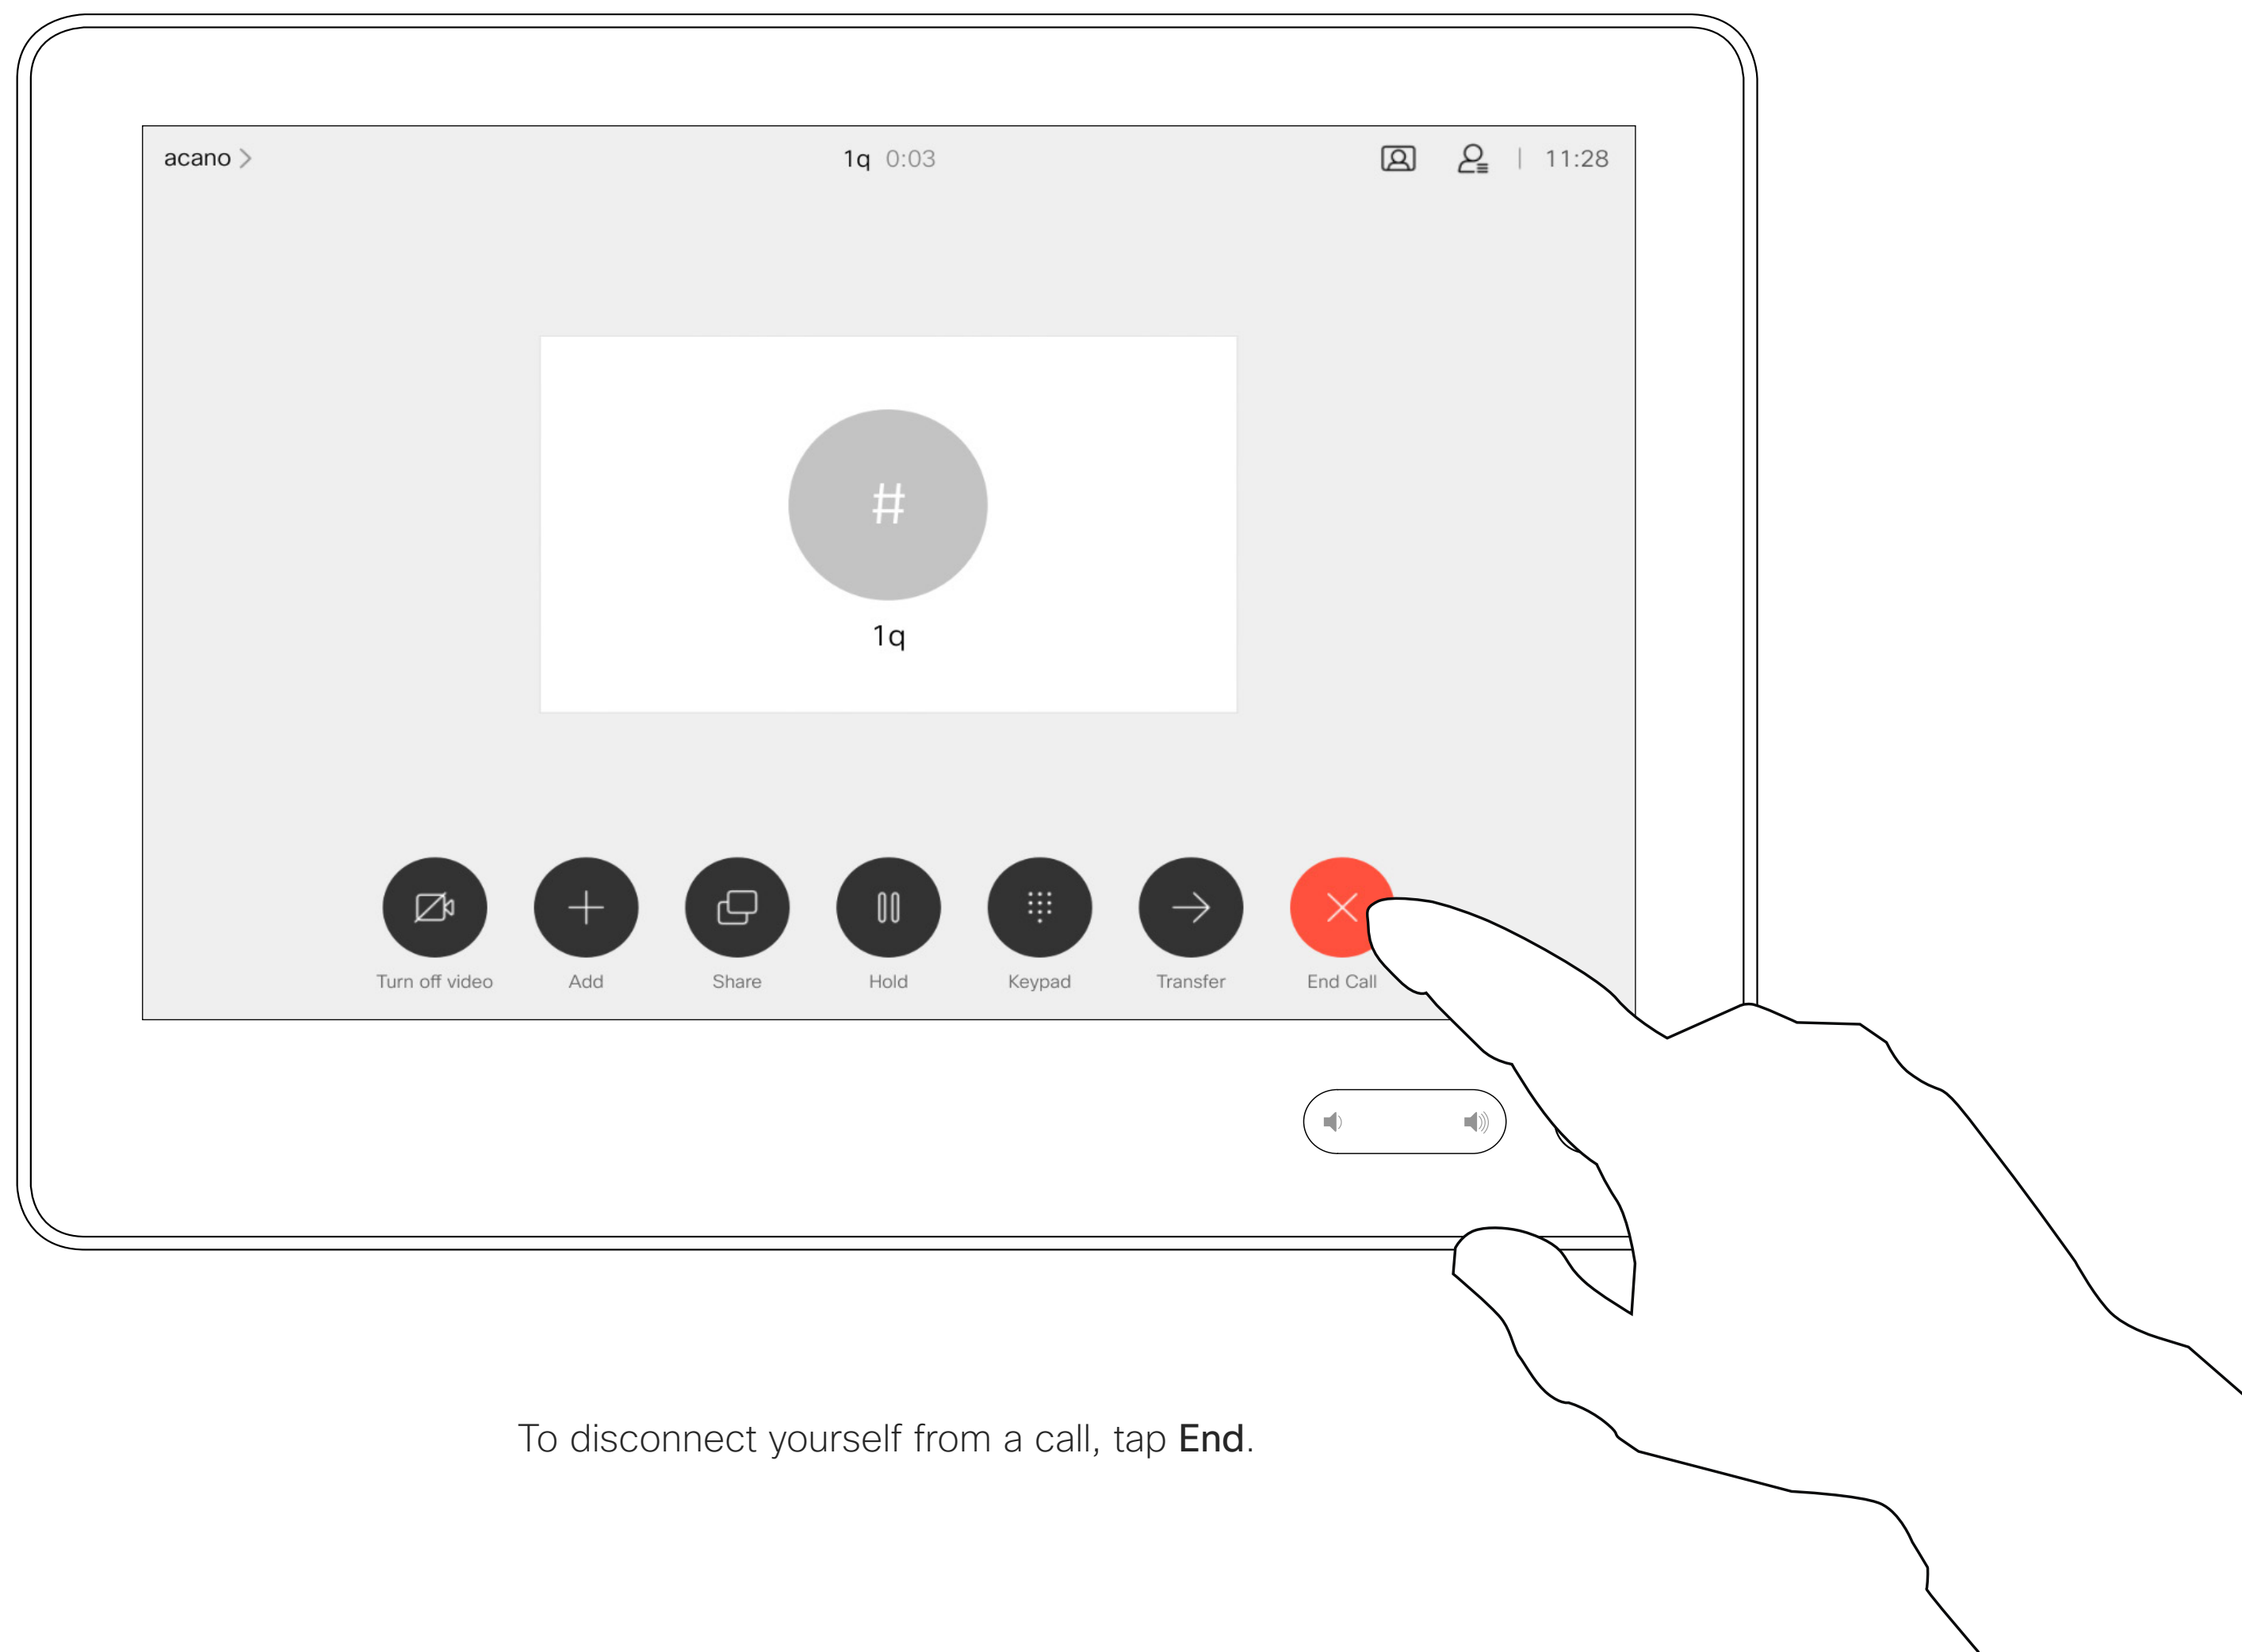 acano
1q 0:03
11:28
#
1q
Turn off video
Add
Share
Hold
Keypad
Transfer
End Call
To disconnect yourself from a call, tap End.